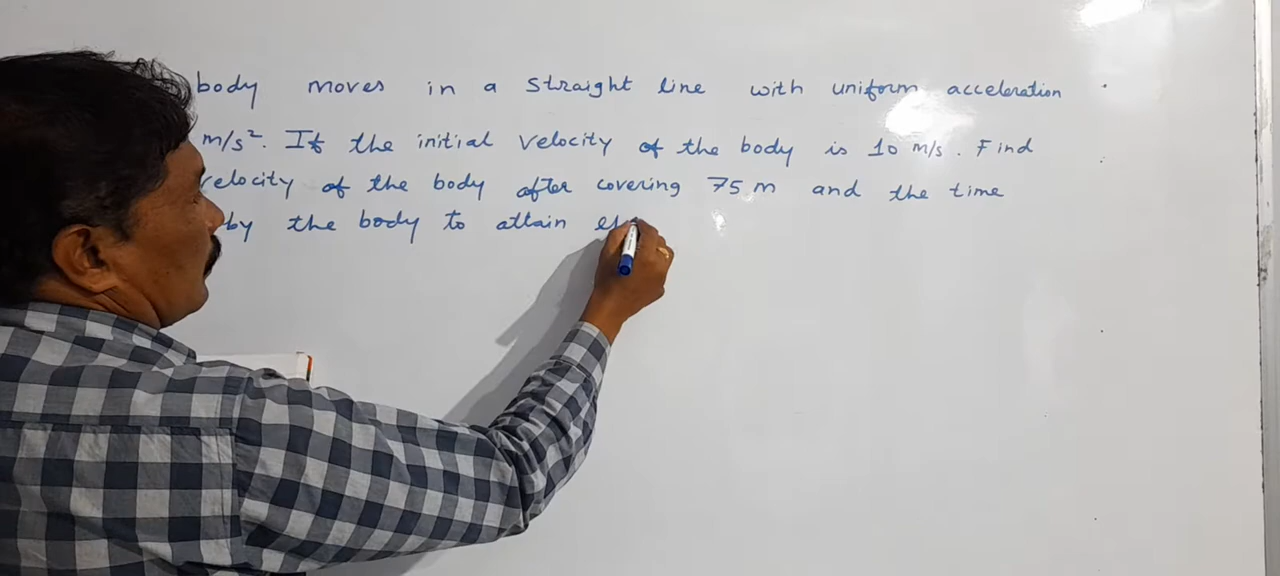 body moves in a straight line with uniform acceleration
m/s². If the initial velocity of the body is 10 m/s. Find
velocity of the body after covering 75 m and the time
by the body to attain